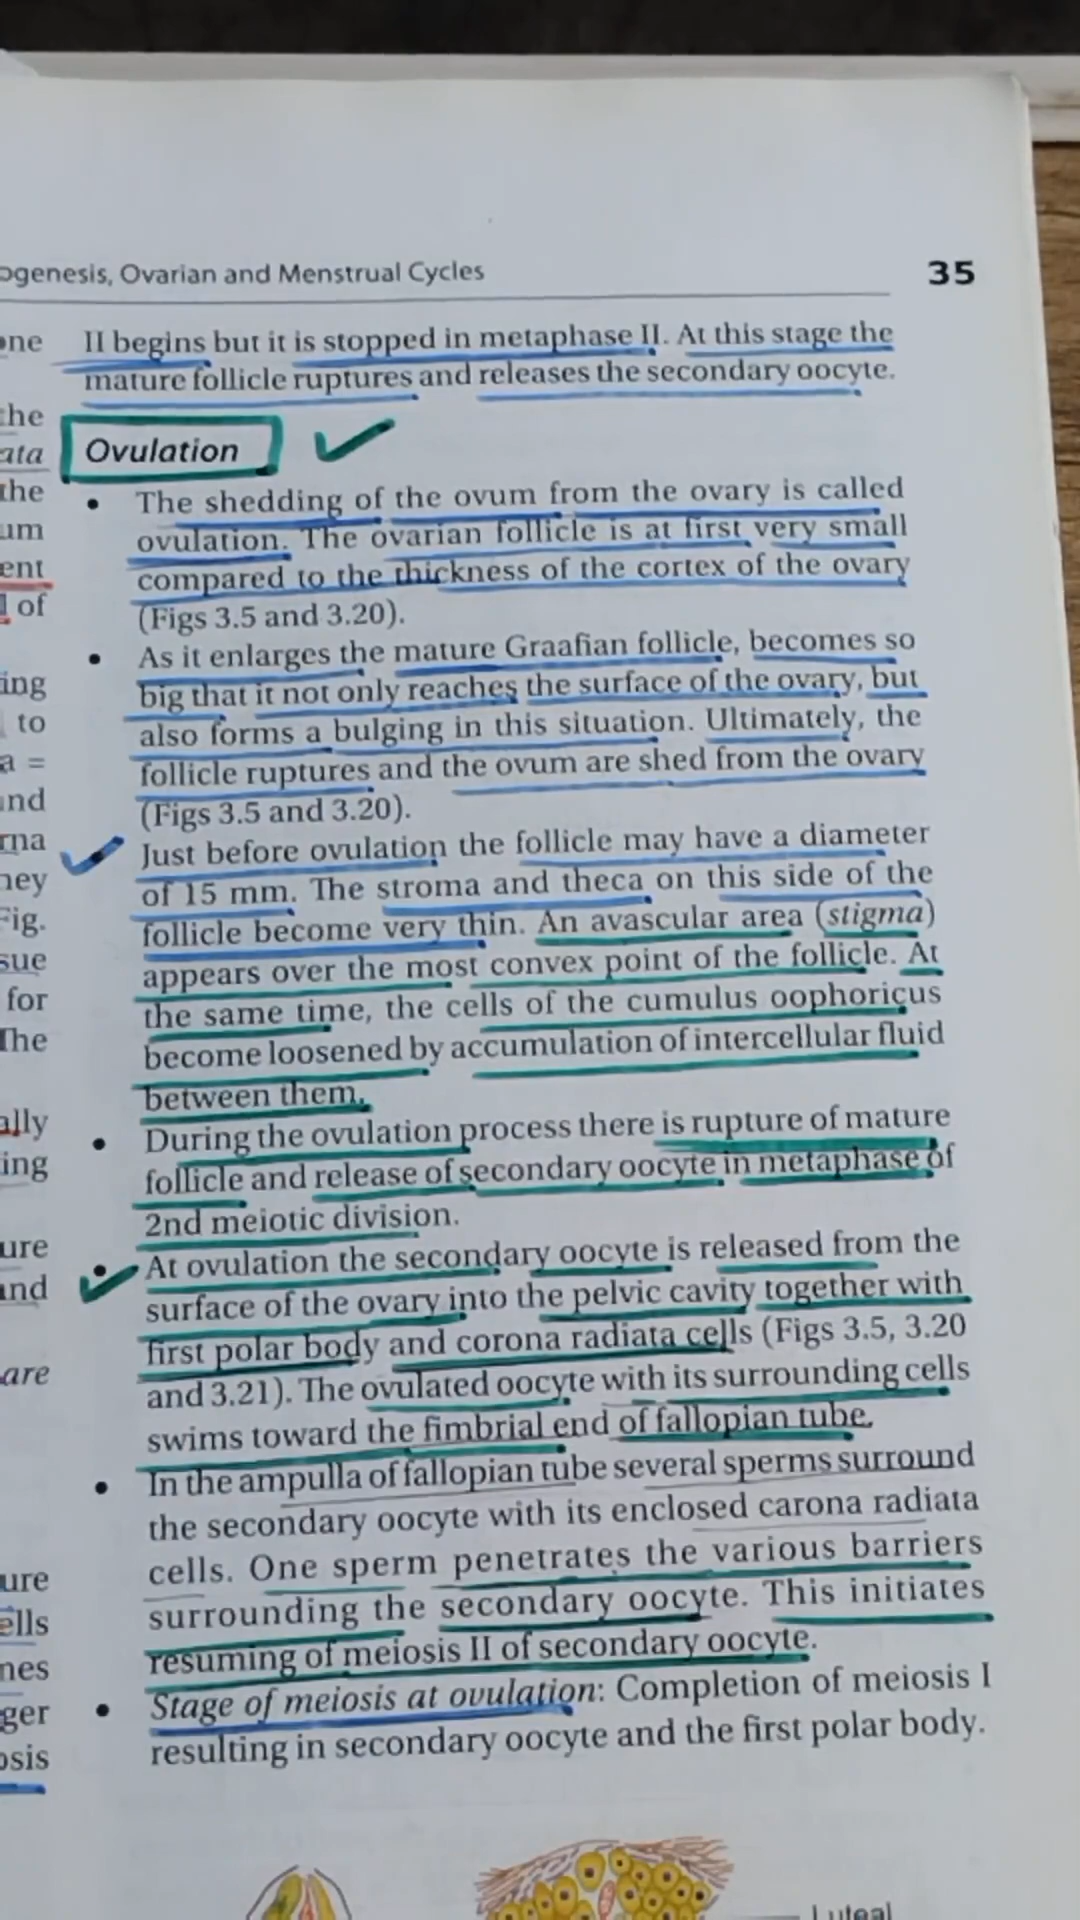 ogenesis, Ovarian and Menstrual Cycles
35
II begins but it is stopped in metaphase II. At this stage the
mature follicle ruptures and releases the secondary oocyte.
Ovulation
• The shedding of the ovum from the ovary is called
ovulation. The ovarian follicle is at first very small
compared to the thickness of the cortex of the ovary
(Figs 3.5 and 3.20).
• As it enlarges the mature Graafian follicle, becomes so
big that it not only reaches the surface of the ovary, but
also forms a bulging in this situation. Ultimately, the
follicle ruptures and the ovum are shed from the ovary
(Figs 3.5 and 3.20).
Just before ovulation the follicle may have a diameter
of 15 mm. The stroma and theca on this side of the
follicle become very thin. An avascular area (stigma)
appears over the most convex point of the follicle. At
the same time, the cells of the cumulus oophoricus
become loosened by accumulation of intercellular fluid
between them.
• During the ovulation process there is rupture of mature
follicle and release of secondary oocyte in metaphase of
2nd meiotic division.
• At ovulation the secondary oocyte is released from the
surface of the ovary into the pelvic cavity together with
first polar body and corona radiata cells (Figs 3.5, 3.20
and 3.21). The ovulated oocyte with its surrounding cells
swims toward the fimbrial end of fallopian tube.
• In the ampulla of fallopian tube several sperms surround
the secondary oocyte with its enclosed carona radiata
cells. One sperm penetrates the various barriers
surrounding the secondary oocyte. This initiates
resuming of meiosis II of secondary oocyte.
• Stage of meiosis at ovulation: Completion of meiosis I
resulting in secondary oocyte and the first polar body.
Luteal